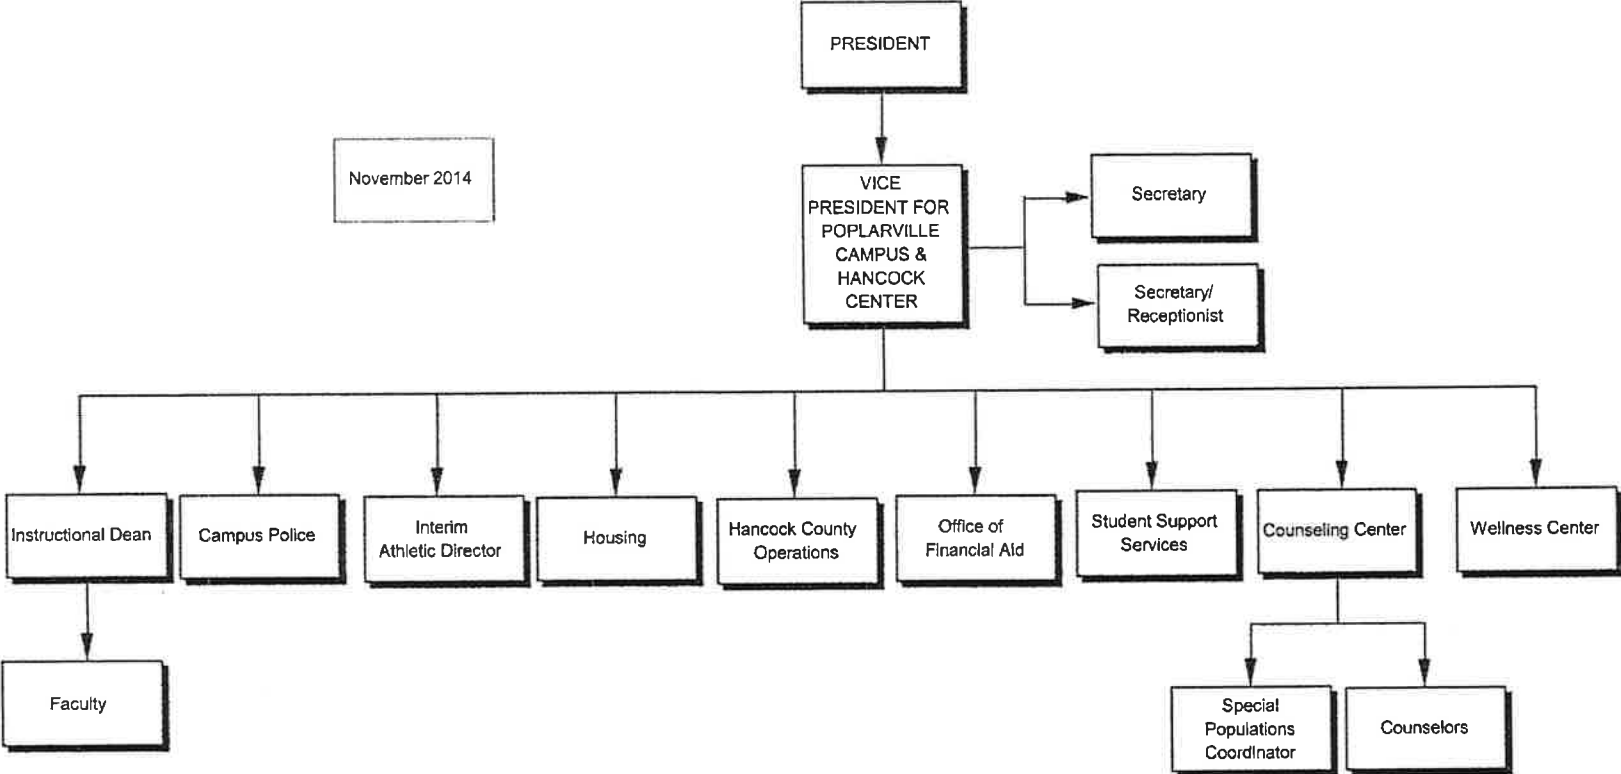 PRESIDENT
November 2014
VICE
PRESIDENT FOR
POPLARVILLE
CAMPUS &
HANCOCK
CENTER
Secretary
Secretary/
Receptionist
Instructional Dean
Campus Police
Interim
Athletic Director
Housing
Hancock County
Operations
Office of
Financial Aid
Student Support
Services
Counseling Center
Wellness Center
Faculty
Special
Populations
Coordinator
Counselors